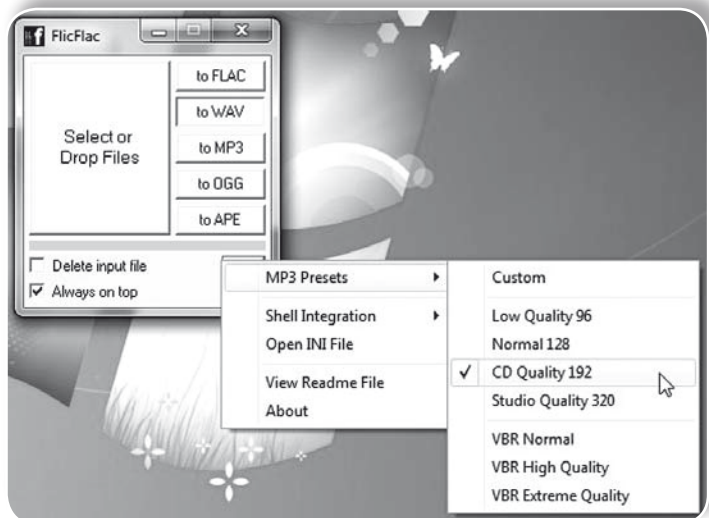 FlicFlac
Select or
Drop Files
to FLAC
to WAV
to MP3
to OGG
to APE
Delete input file
Always on top
MP3 Presets
Shell Integration
Open INI File
View Readme File
About
Custom
Low Quality 96
Normal 128
CD Quality 192
Studio Quality 320
VBR Normal
VBR High Quality
VBR Extreme Quality